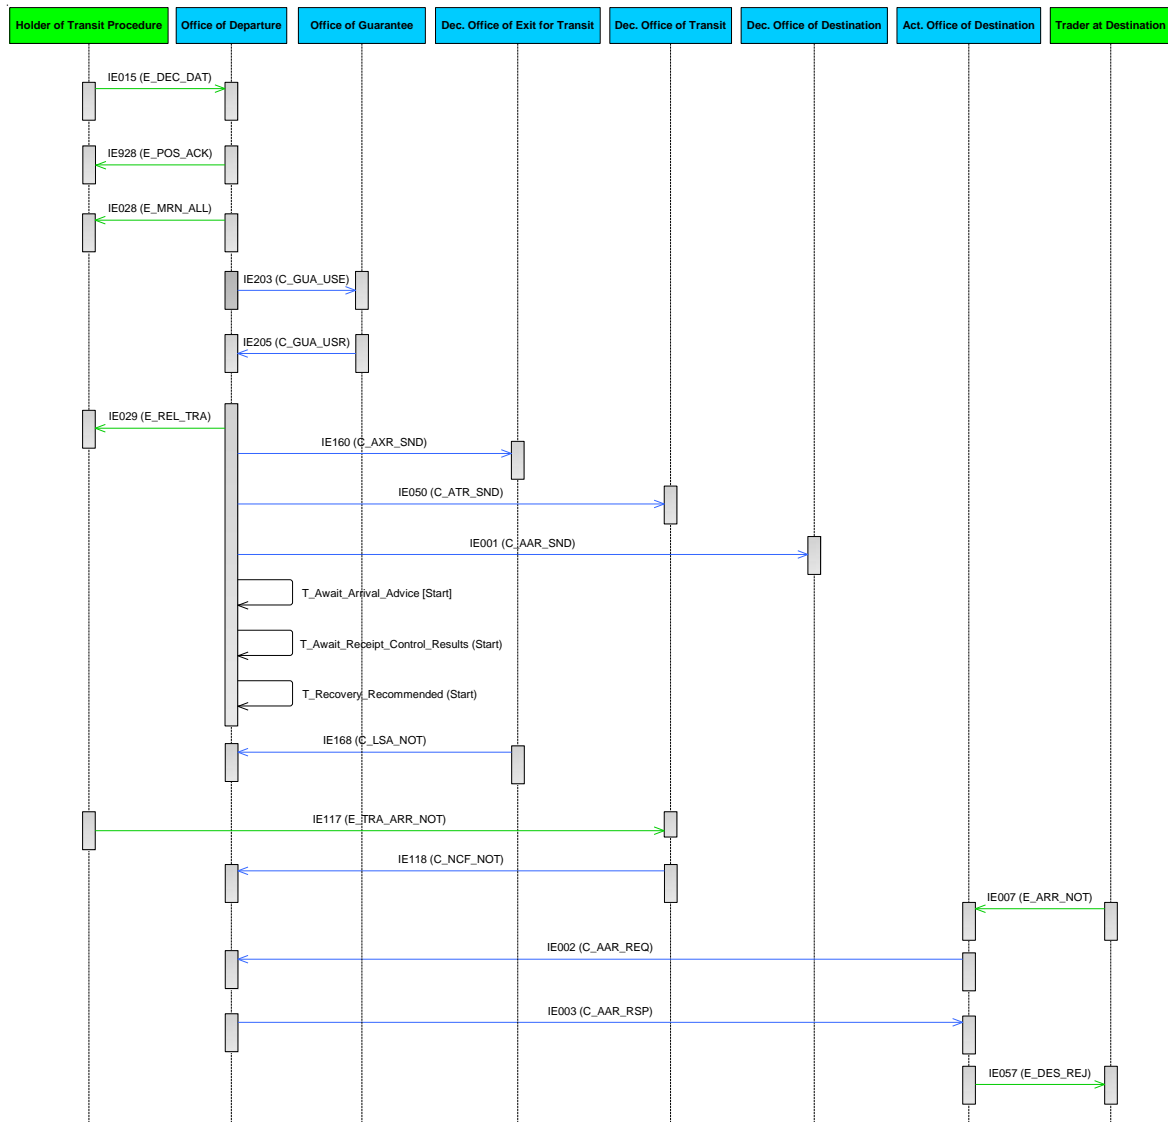 Holder of Transit Procedure
Office of Departure
Office of Guarantee
Dec. Office of Exit for Transit
Dec. Office of Transit
Dec. Office of Destination
Act. Office of Destination
Trader at Destination
IE015 (E_DEC_DAT)
IE928 (E_POS_ACK)
IE028 (E_MRN_ALL)
IE203 (C_GUA_USE)
IE205 (C_GUA_USR)
IE029 (E_REL_TRA)
IE160 (C_AXR_SND)
IE050 (C_ATR_SND)
IE001 (C_AAR_SND)
T_Await_Arrival_Advice [Start]
T_Await_Receipt_Control_Results (Start)
T_Recovery_Recommended (Start)
IE168 (C_LSA_NOT)
IE117 (E_TRA_ARR_NOT)
IE118 (C_NCF_NOT)
IE007 (E_ARR_NOT)
IE002 (C_AAR_REQ)
IE003 (C_AAR_RSP)
IE057 (E_DES_REJ)